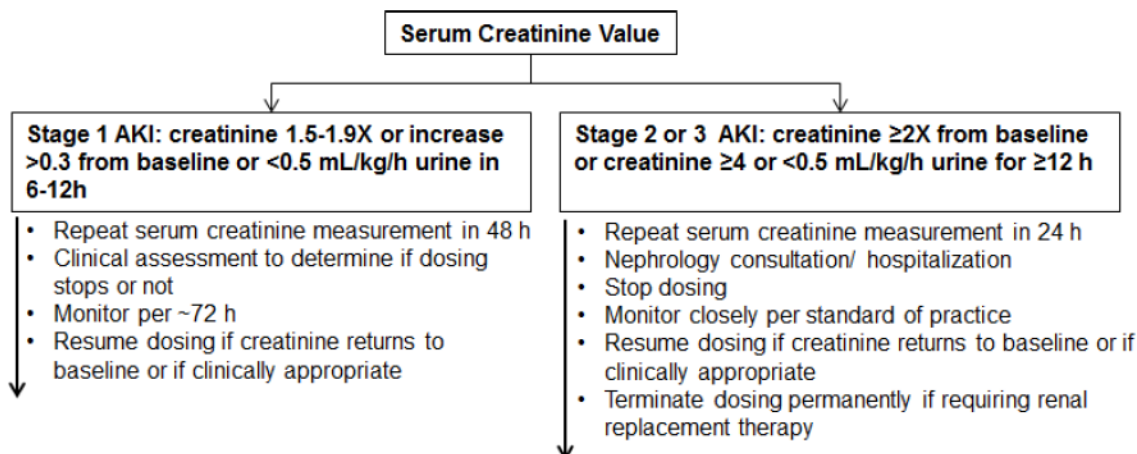 Serum Creatinine Value
Stage 1 AKI: creatinine 1.5-1.9X or increase
>0.3 from baseline or <0.5 mL/kg/h urine in
6-12h
• Repeat serum creatinine measurement in 48 h
• Clinical assessment to determine if dosing
stops or not
• Monitor per ~72 h
• Resume dosing if creatinine returns to
baseline or if clinically appropriate
Stage 2 or 3 AKI: creatinine ≥2X from baseline
or creatinine ≥4 or <0.5 mL/kg/h urine for ≥12 h
• Repeat serum creatinine measurement in 24 h
• Nephrology consultation/ hospitalization
• Stop dosing
• Monitor closely per standard of practice
• Resume dosing if creatinine returns to baseline or if
clinically appropriate
• Terminate dosing permanently if requiring renal
replacement therapy